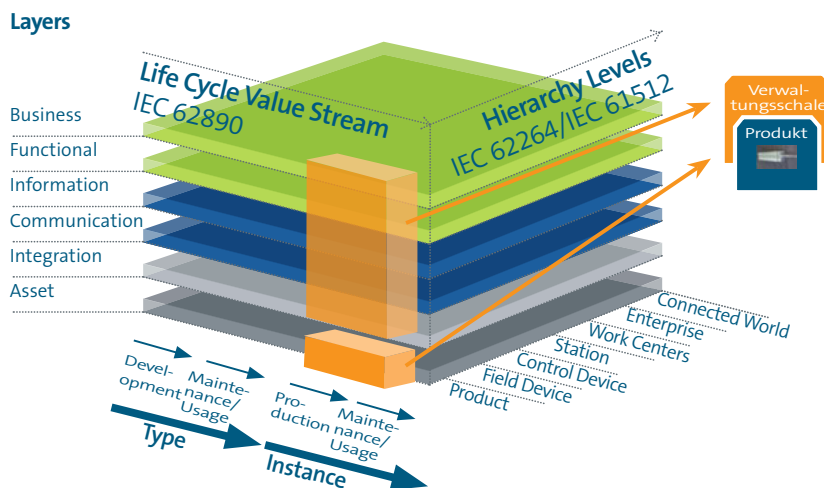 Layers
Life Cycle Value Stream
IEC 62890
Hierarchy Levels
IEC 62264/IEC 61512
Verwal-
tungsschale
Produkt
Business
Functional
Information
Communication
Integration
Asset
Connected World
Enterprise
Work Centers
Station
Control Device
Field Device
Product
Devel-
opment
Mainte-
nance/
Usage
Pro-
duction
Mainte-
nance/
Usage
Type
Instance